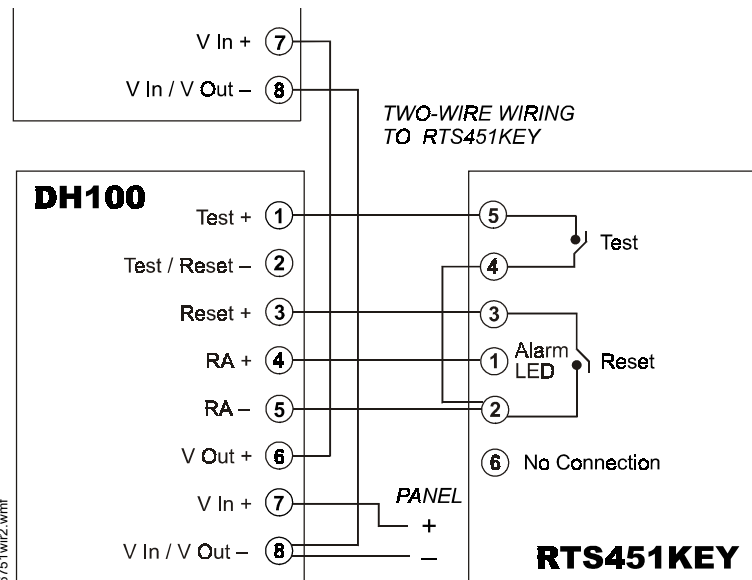 V In + 7
V In / V Out – 8
TWO-WIRE WIRING
TO RTS451KEY
DH100
Test + 1
Test / Reset – 2
Reset + 3
RA + 4
RA – 5
V Out + 6
V In + 7
V In / V Out – 8
PANEL
+
–
5
4
Test
3
1 Alarm
LED
Reset
2
6 No Connection
RTS451KEY
5751wir2.wmf